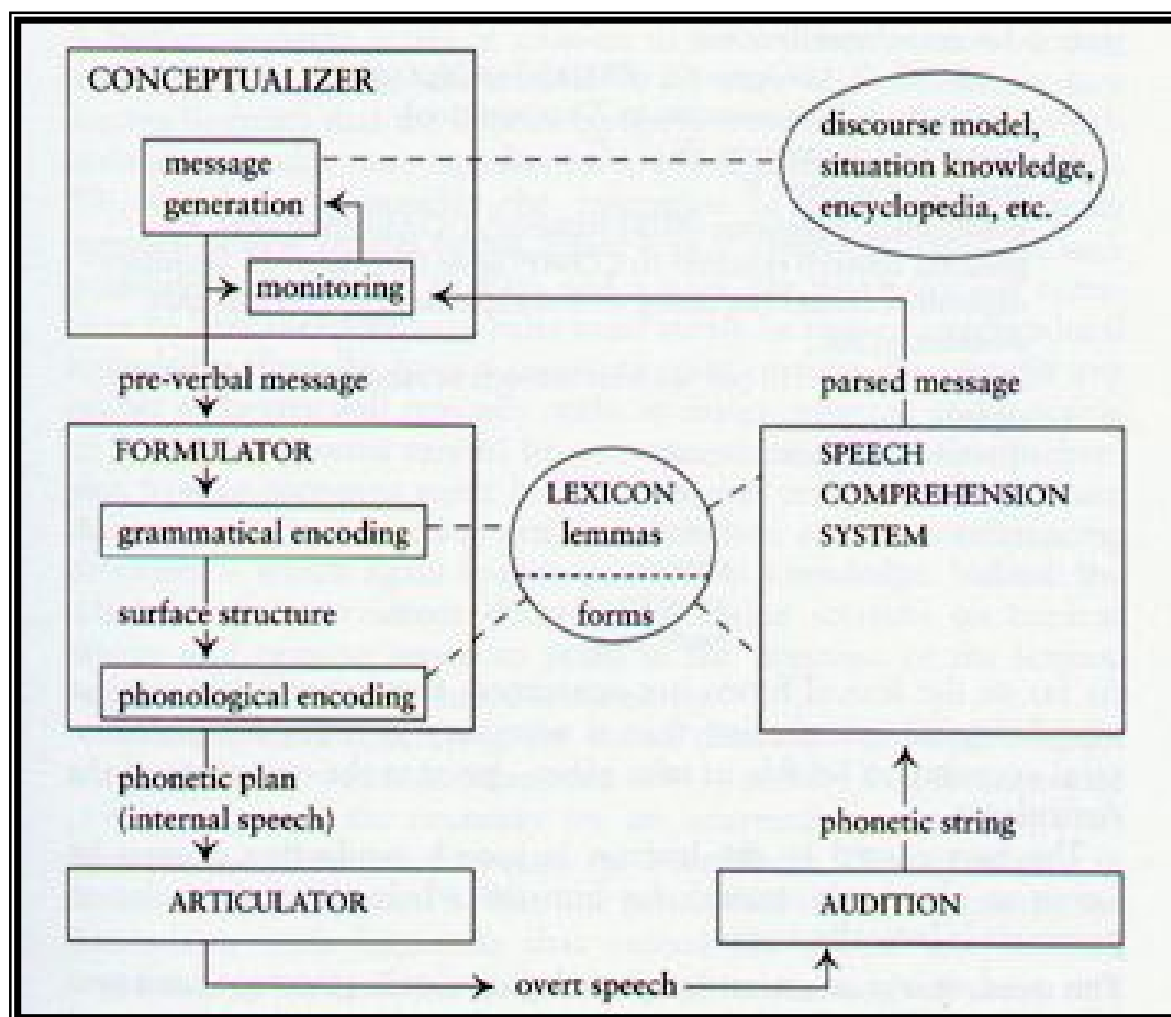 CONCEPTUALIZER
message
generation
monitoring
discourse model,
situation knowledge,
encyclopedia, etc.
pre-verbal message
parsed message
FORMULATOR
grammatical encoding
surface structure
phonological encoding
LEXICON
lemmas
forms
SPEECH
COMPREHENSION
SYSTEM
phonetic plan
(internal speech)
phonetic string
ARTICULATOR
AUDITION
overt speech